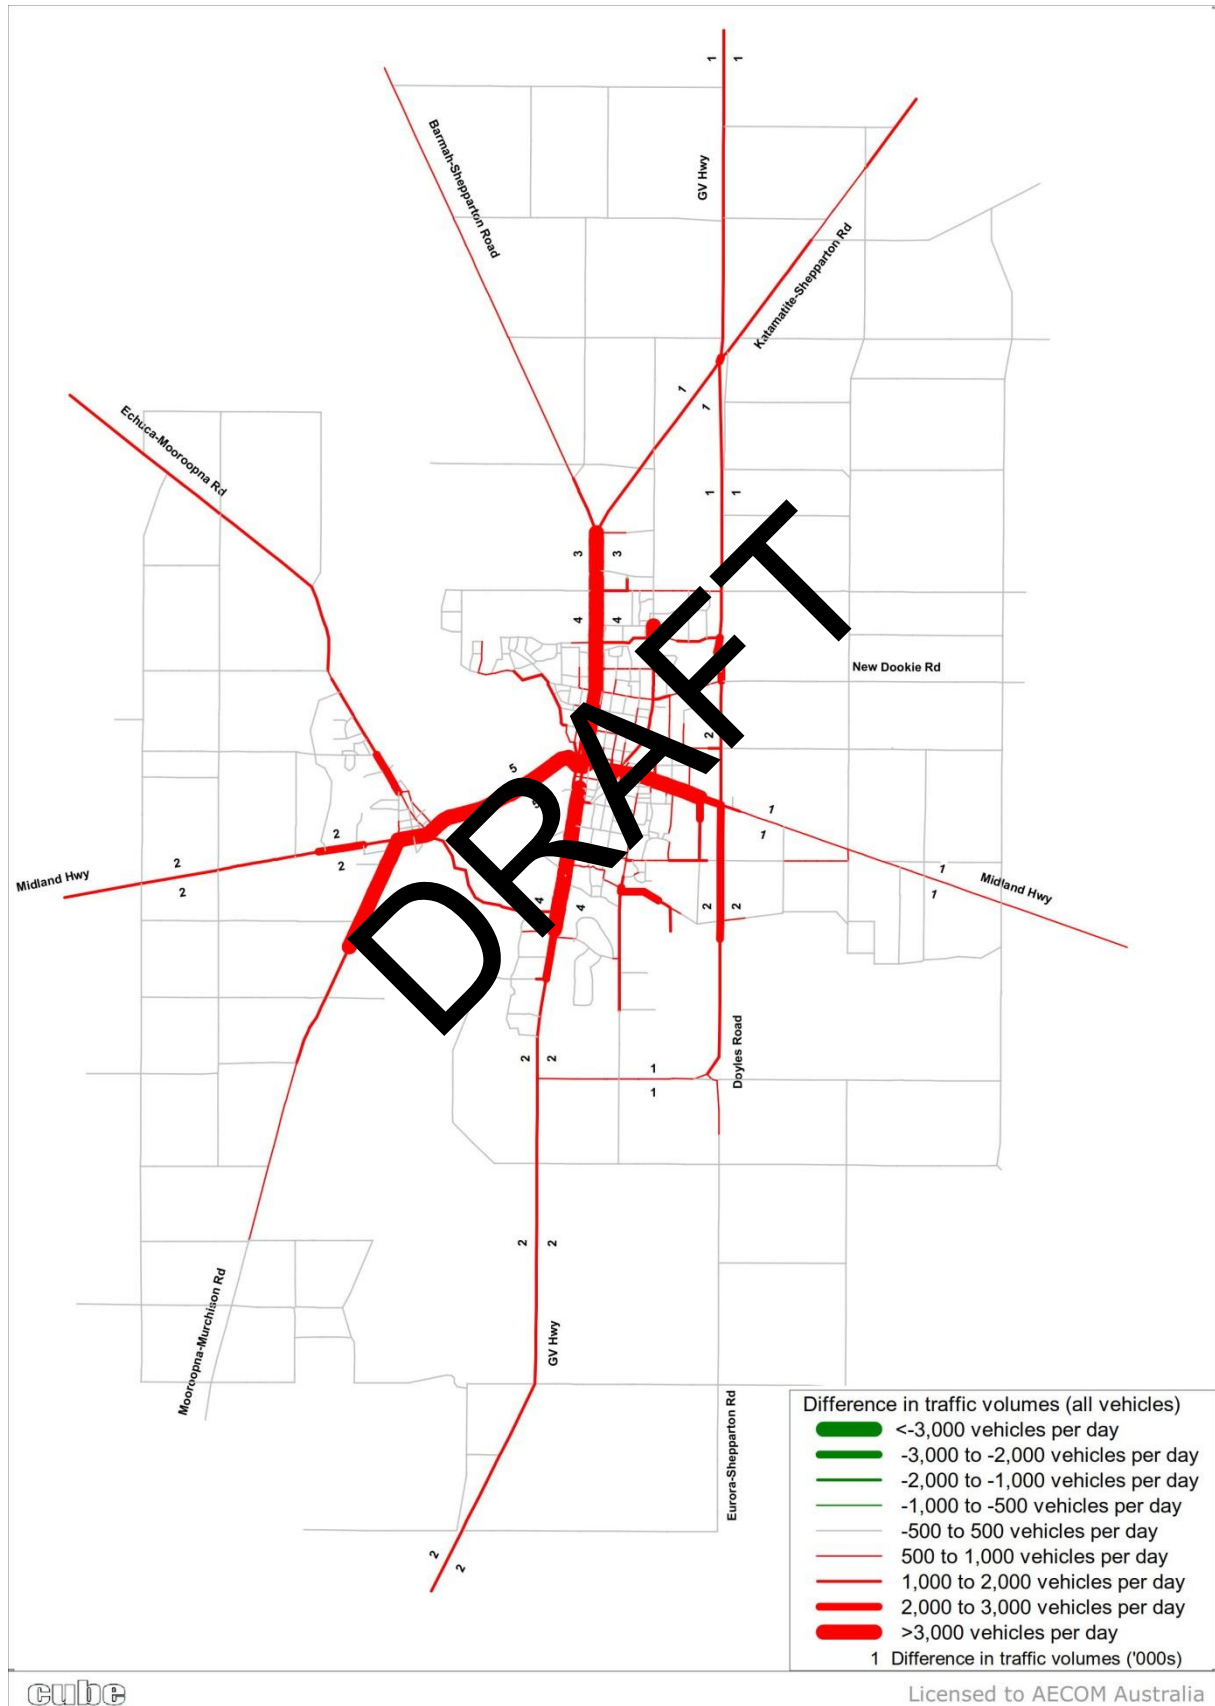 1 1
Barmah-Shepparton Road
GV Hwy
Katamatite-Shepparton Rd
1
1
Echuca-Mooroopna Rd
1 1
3 3
4 4
New Dookie Rd
2
5
5
DRAFT
1
1
2
2
2
2
Midland Hwy
1
1
Midland Hwy
4 4
2 2
Doyles Road
2 2
1
1
2 2
Mooroopna-Murchison Rd
GV Hwy
Eurora-Shepparton Rd
2
2
Difference in traffic volumes (all vehicles)
<-3,000 vehicles per day
-3,000 to -2,000 vehicles per day
-2,000 to -1,000 vehicles per day
-1,000 to -500 vehicles per day
-500 to 500 vehicles per day
500 to 1,000 vehicles per day
1,000 to 2,000 vehicles per day
2,000 to 3,000 vehicles per day
>3,000 vehicles per day
1 Difference in traffic volumes ('000s)
cube
Licensed to AECOM Australia